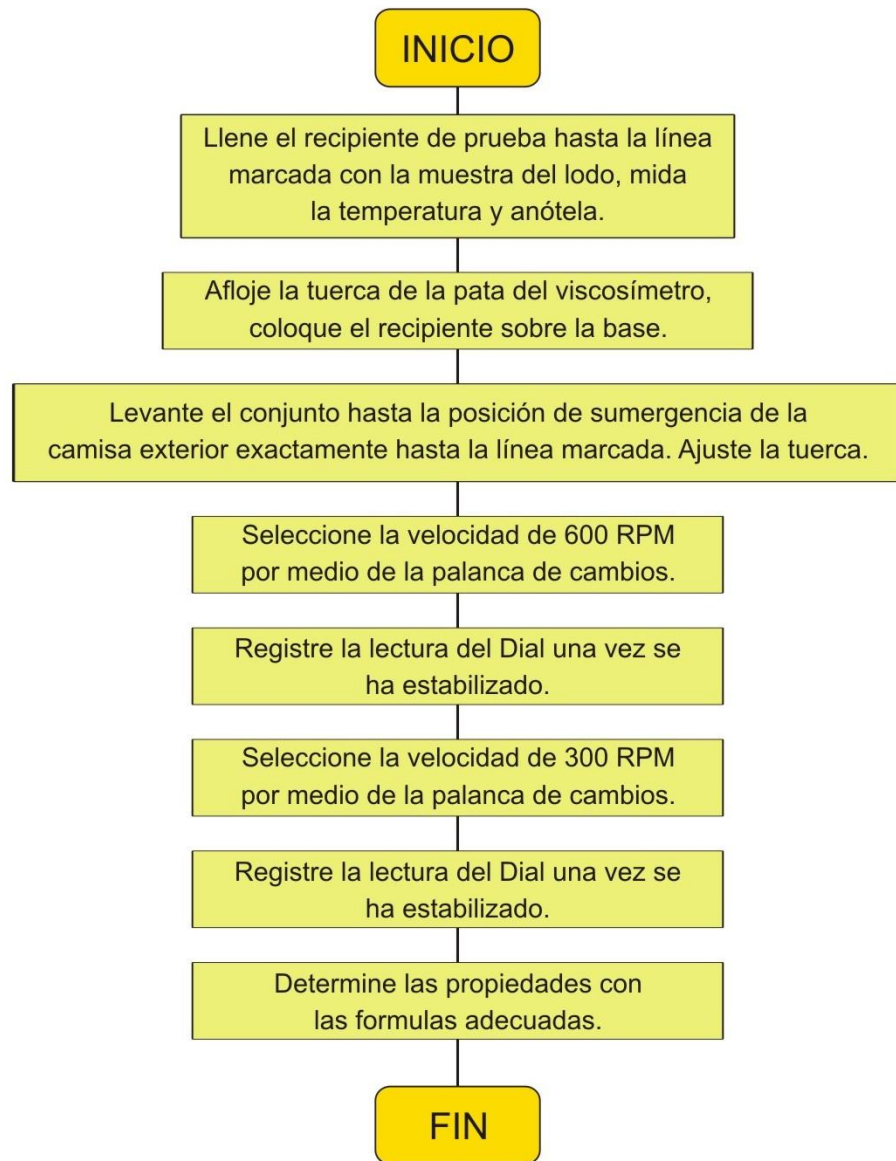 INICIO
Llene el recipiente de prueba hasta la línea
marcada con la muestra del lodo, mida
la temperatura y anótela.
Afloje la tuerca de la pata del viscosímetro,
coloque el recipiente sobre la base.
Levante el conjunto hasta la posición de sumergencia de la
camisa exterior exactamente hasta la línea marcada. Ajuste la tuerca.
Seleccione la velocidad de 600 RPM
por medio de la palanca de cambios.
Registre la lectura del Dial una vez se
ha estabilizado.
Seleccione la velocidad de 300 RPM
por medio de la palanca de cambios.
Registre la lectura del Dial una vez se
ha estabilizado.
Determine las propiedades con
las formulas adecuadas.
FIN